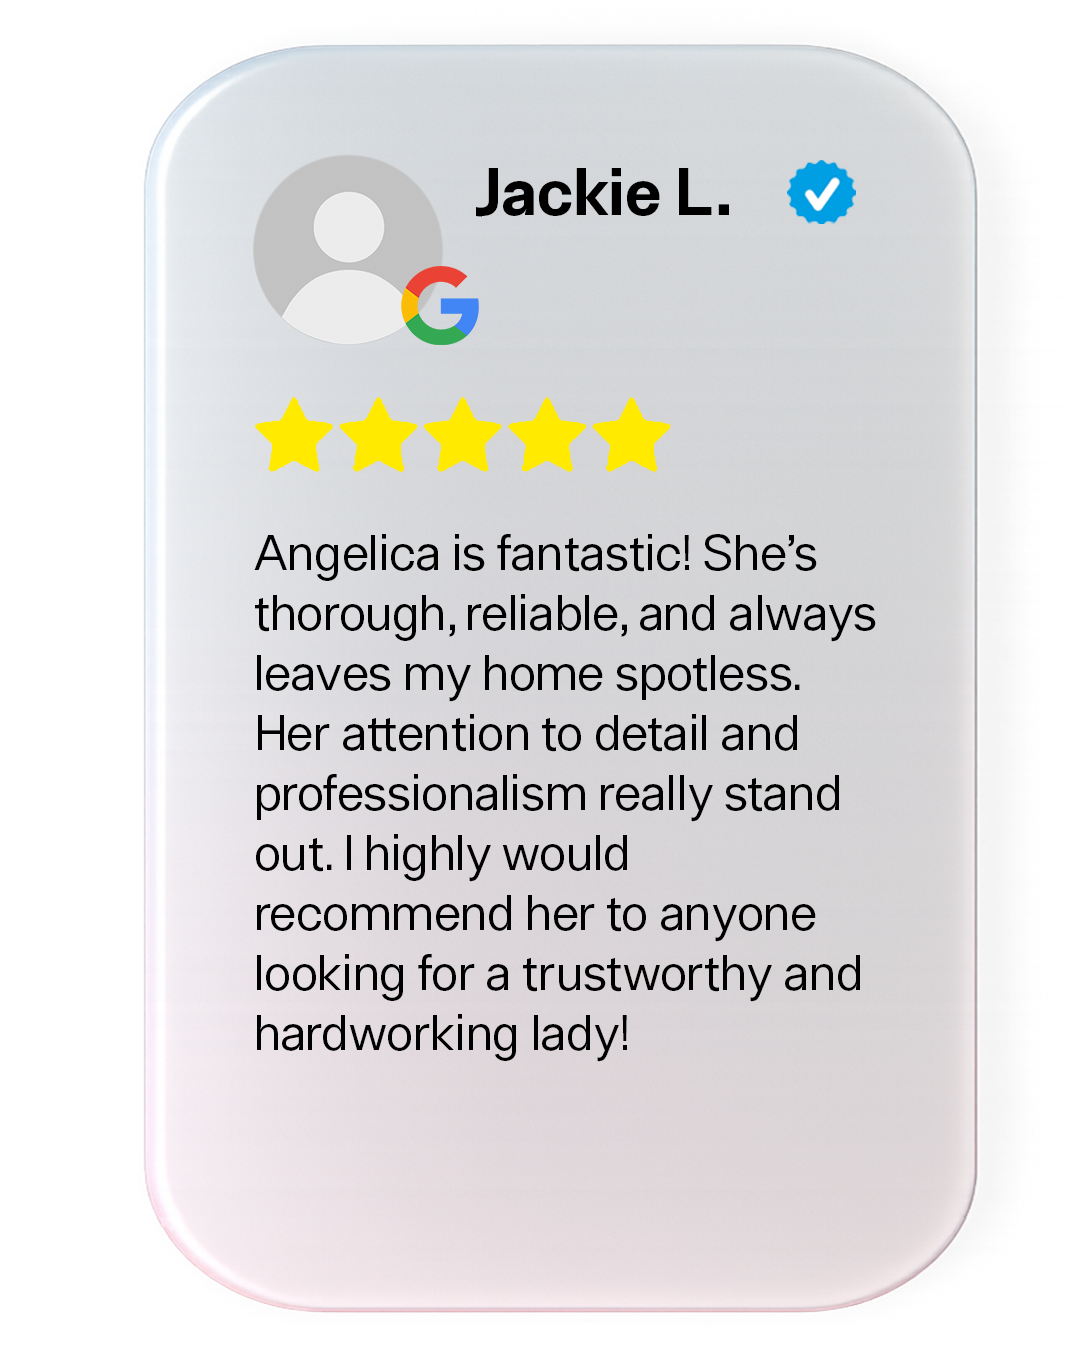 Jackie L.
G
Angelica is fantastic! She’s
thorough, reliable, and always
leaves my home spotless.
Her attention to detail and
professionalism really stand
out. I highly would
recommend her to anyone
looking for a trustworthy and
hardworking lady!